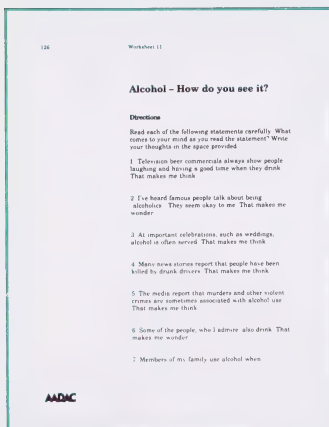 126
Worksheet 11
Alcohol – How do you see it?
Directions
Read each of the following statements carefully What
comes to your mind as you read the statement? Write
your thoughts in the space provided
1 Television beer commercials always show people
laughing and having a good time when they drink
That makes me think
2 I've heard famous people talk about being
alcoholics They seem okay to me That makes me
wonder
3 At important celebrations, such as weddings,
alcohol is often served That makes me think
4 Many news stories report that people have been
killed by drunk drivers That makes me think
5 The media report that murders and other violent
crimes are sometimes associated with alcohol use
That makes me think
6 Some of the people, who I admire also drink That
makes me wonder
7 Members of my family use alcohol when
AADAC